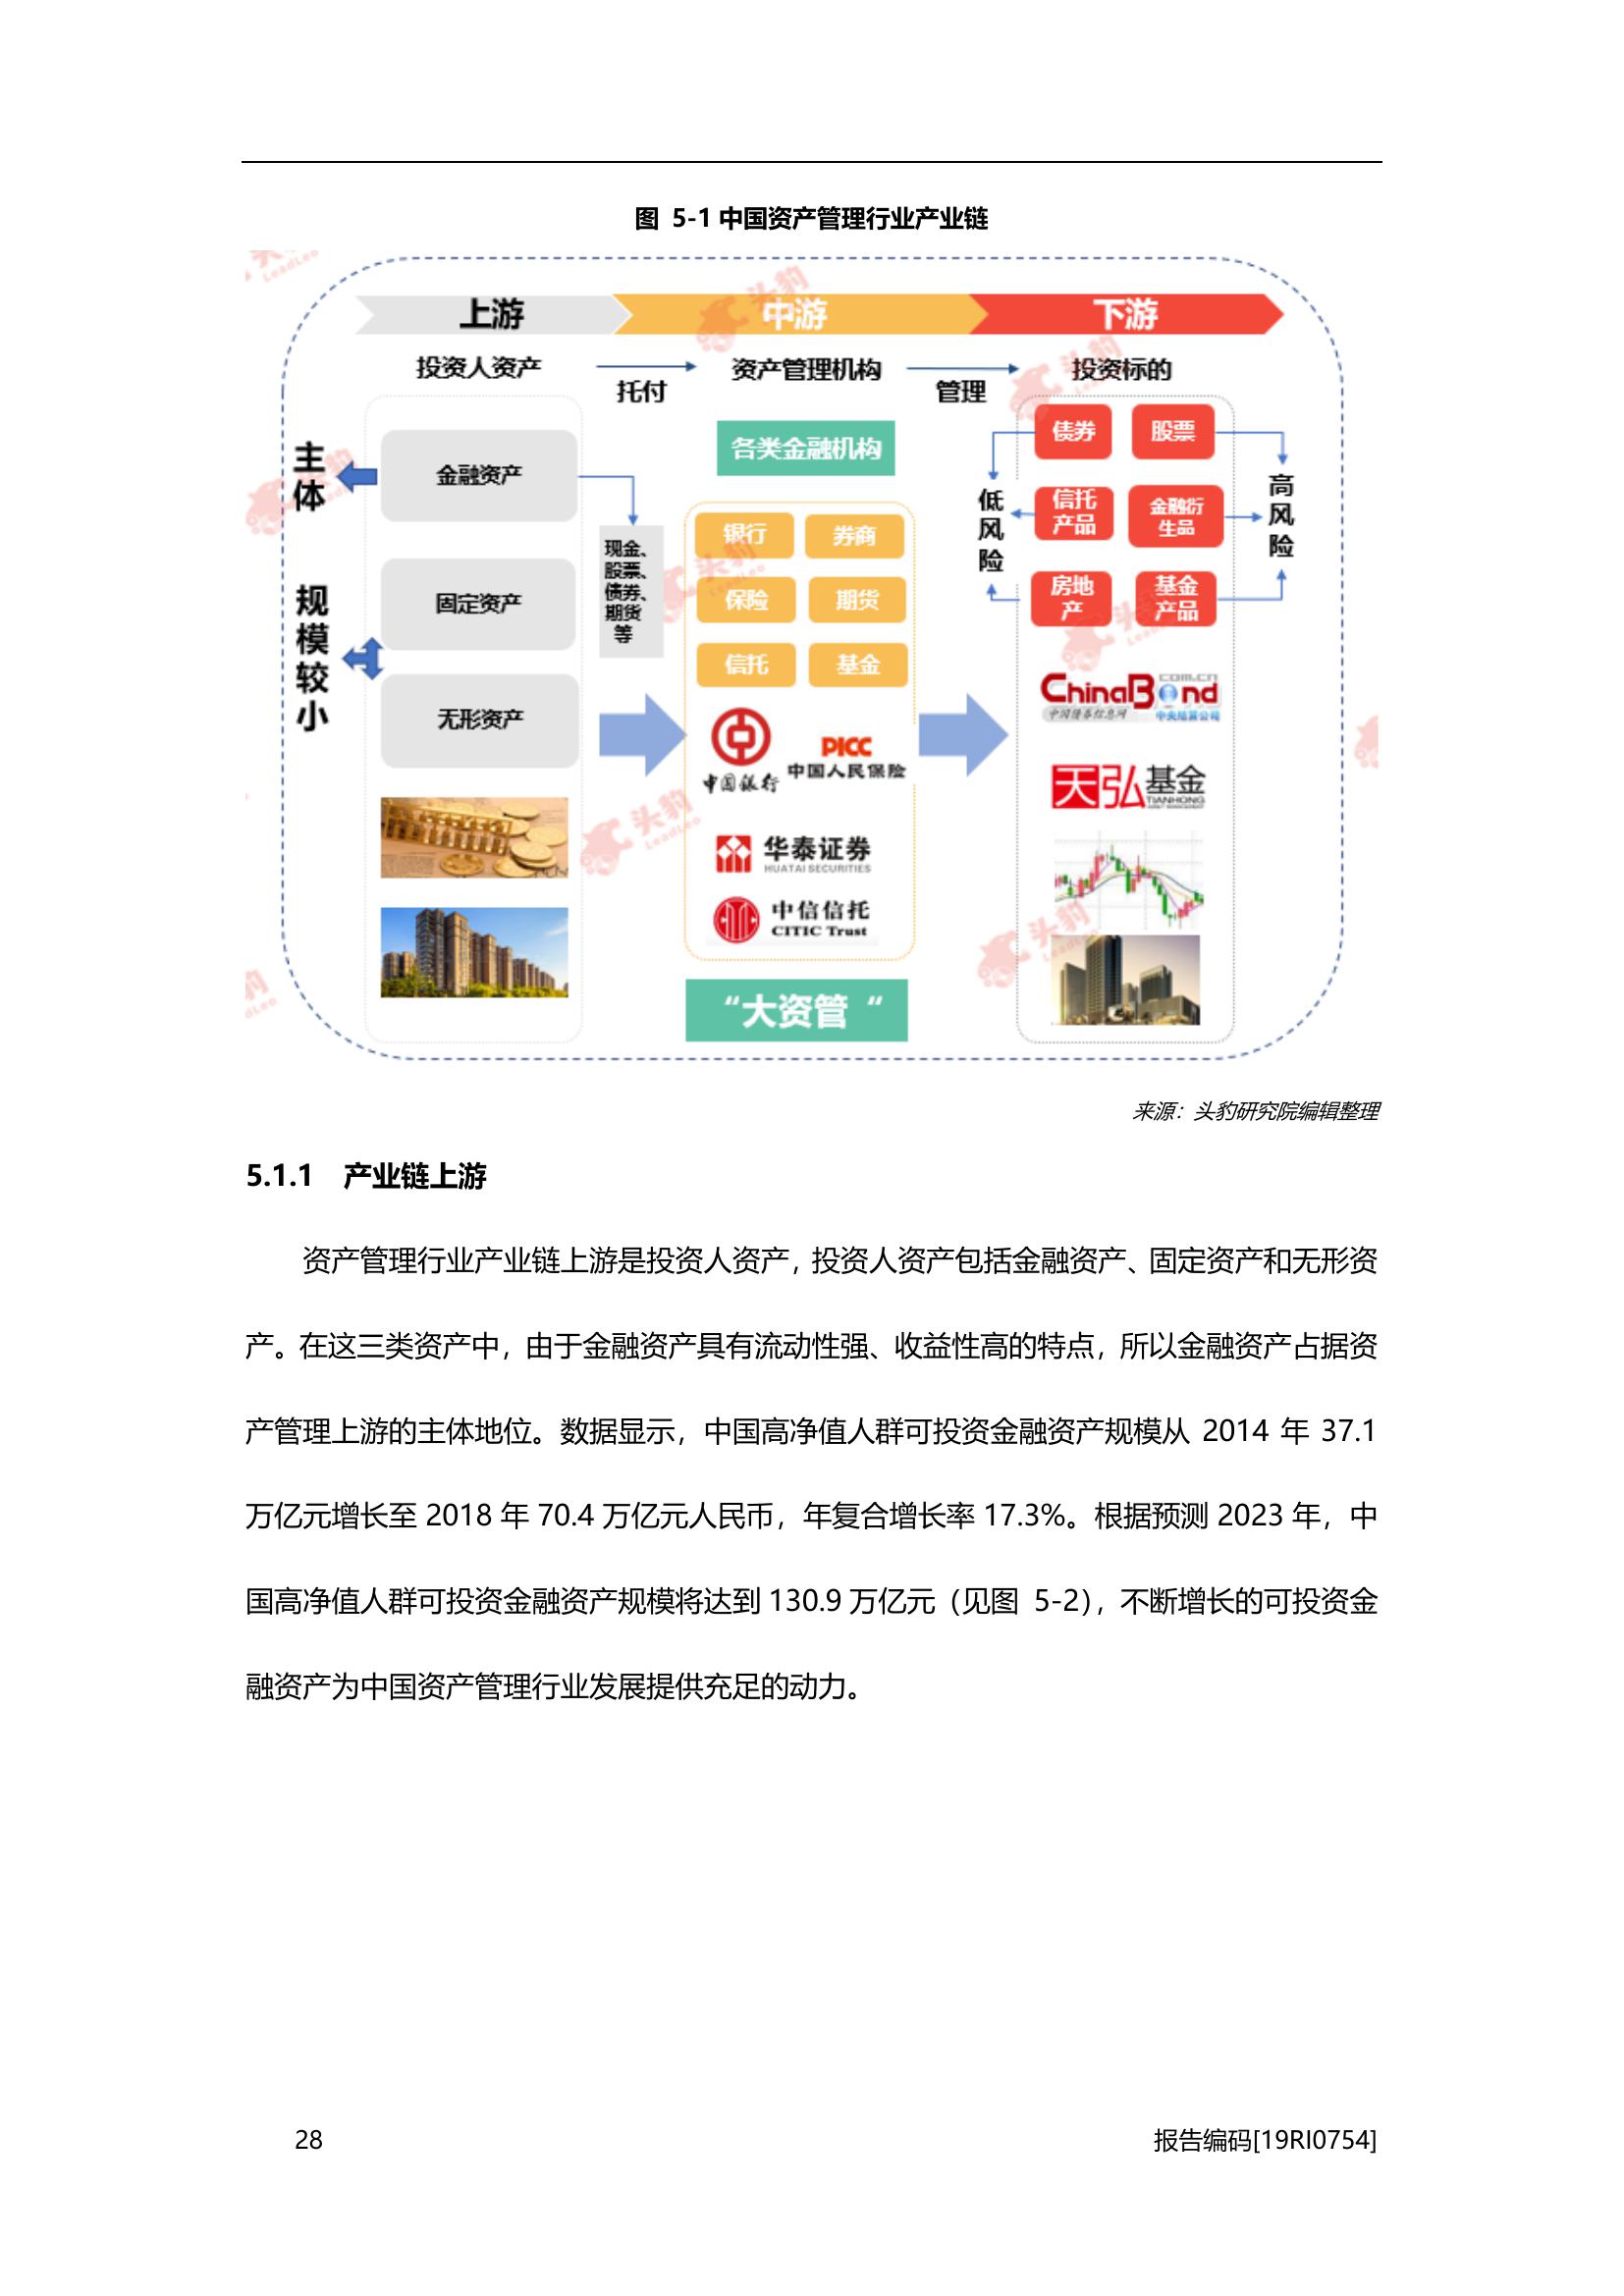 图 5-1 中国资产管理行业产业链
上游
中游
下游
投资人资产
托付
资产管理机构
管理
投资标的
主体
规模较小
金融资产
固定资产
无形资产
现金、
股票、
债券、
期货
等
各类金融机构
银行
券商
保险
期货
信托
基金
中国银行
PICC
中国人民保险
华泰证券
HUATAI SECURITIES
中信信托
CITIC Trust
“大资管“
债券
股票
信托
产品
金融衍
生品
房地
产
基金
产品
低风险
高风险
ChinaBond
com.cn
中国债券信息网
中央结算公司
天弘基金
TIANHONG
头豹
LeadLeo
来源：头豹研究院编辑整理
5.1.1 产业链上游
资产管理行业产业链上游是投资人资产，投资人资产包括金融资产、固定资产和无形资
产。在这三类资产中，由于金融资产具有流动性强、收益性高的特点，所以金融资产占据资
产管理上游的主体地位。数据显示，中国高净值人群可投资金融资产规模从 2014 年 37.1
万亿元增长至 2018 年 70.4 万亿元人民币，年复合增长率 17.3%。根据预测 2023 年，中
国高净值人群可投资金融资产规模将达到 130.9 万亿元（见图 5-2），不断增长的可投资金
融资产为中国资产管理行业发展提供充足的动力。
28
报告编码[19RI0754]